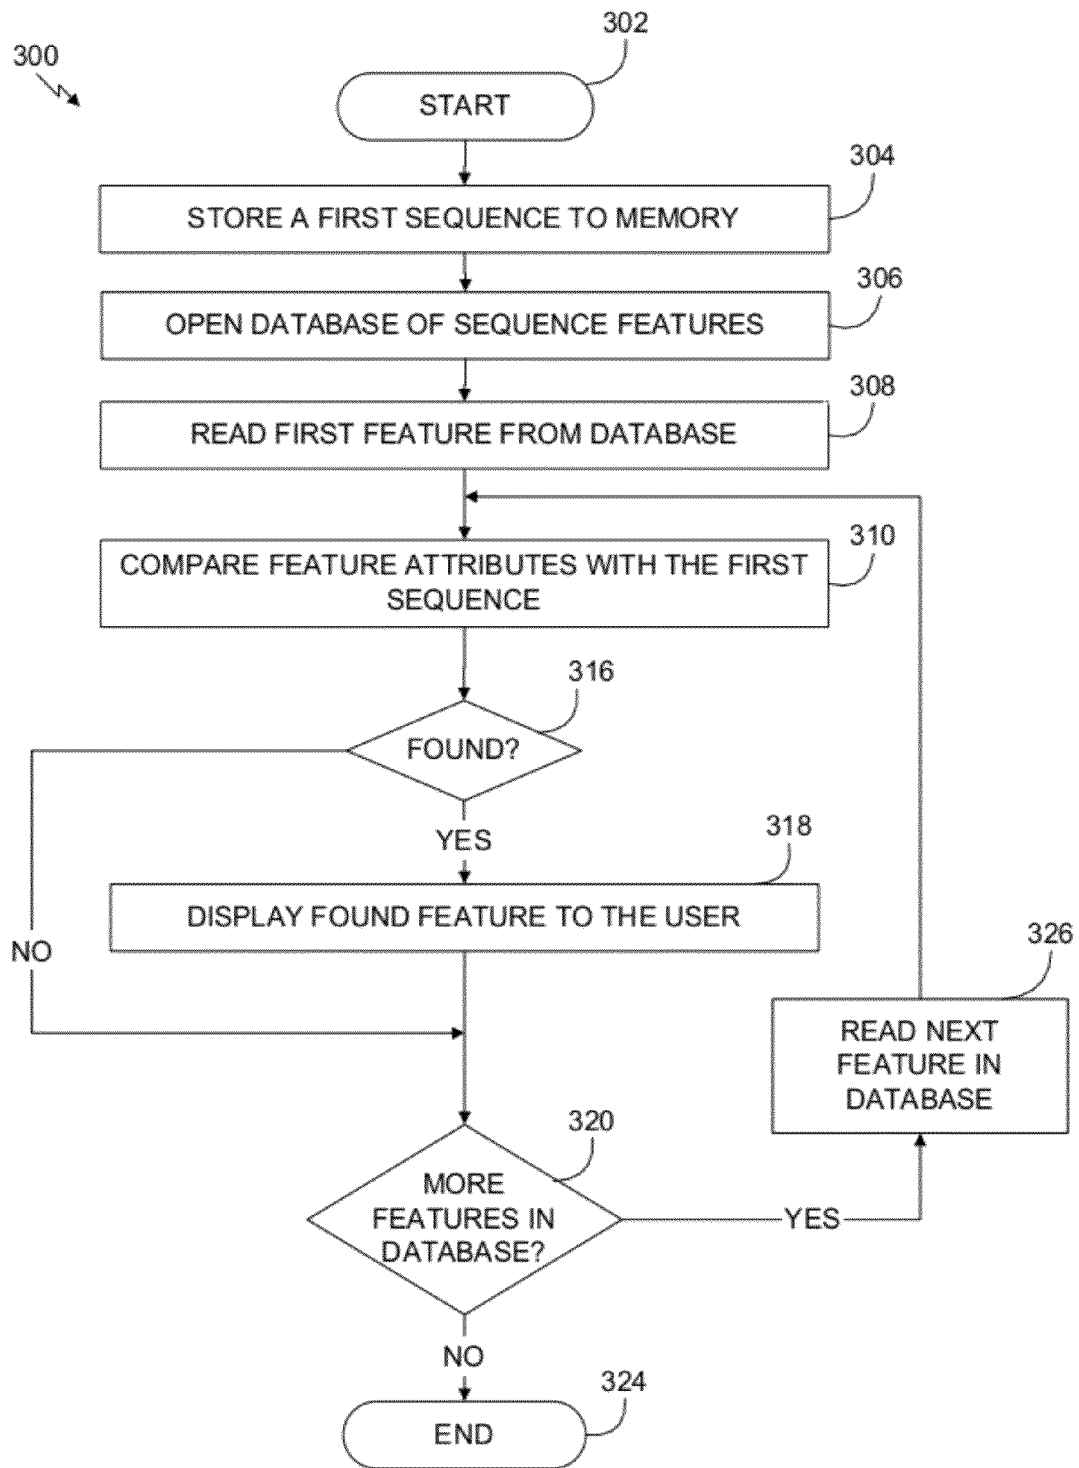 302
300
START
304
STORE A FIRST SEQUENCE TO MEMORY
306
OPEN DATABASE OF SEQUENCE FEATURES
308
READ FIRST FEATURE FROM DATABASE
310
COMPARE FEATURE ATTRIBUTES WITH THE FIRST
SEQUENCE
316
FOUND?
YES
318
DISPLAY FOUND FEATURE TO THE USER
NO
326
READ NEXT
FEATURE IN
DATABASE
320
MORE
FEATURES IN
DATABASE?
YES
NO
324
END